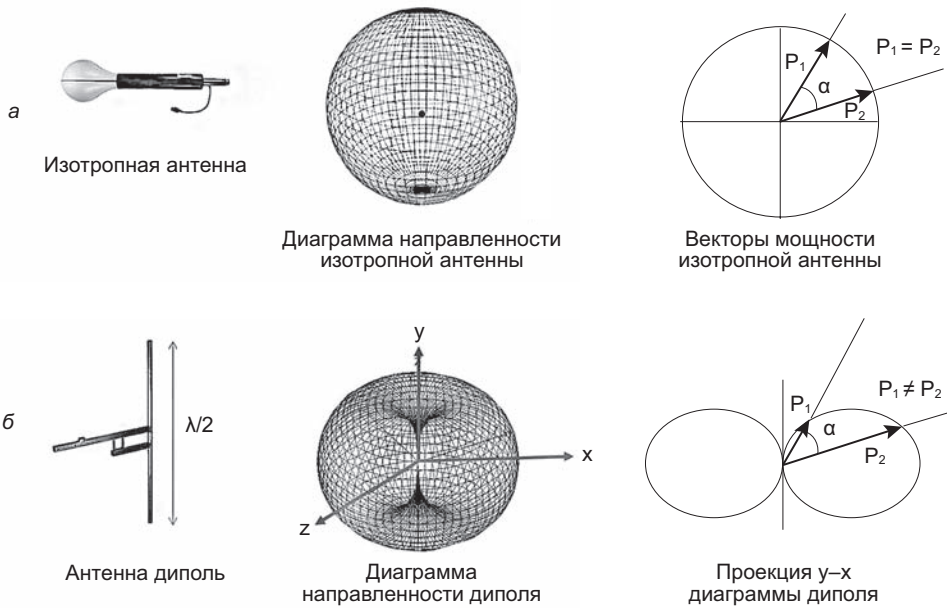 а
Изотропная антенна
Диаграмма направленности
изотропной антенны
P₁
α
P₂
P₁ = P₂
Векторы мощности
изотропной антенны
б
λ/2
Антенна диполь
y
x
z
Диаграмма
направленности диполя
P₁
α
P₂
P₁ ≠ P₂
Проекция y–x
диаграммы диполя